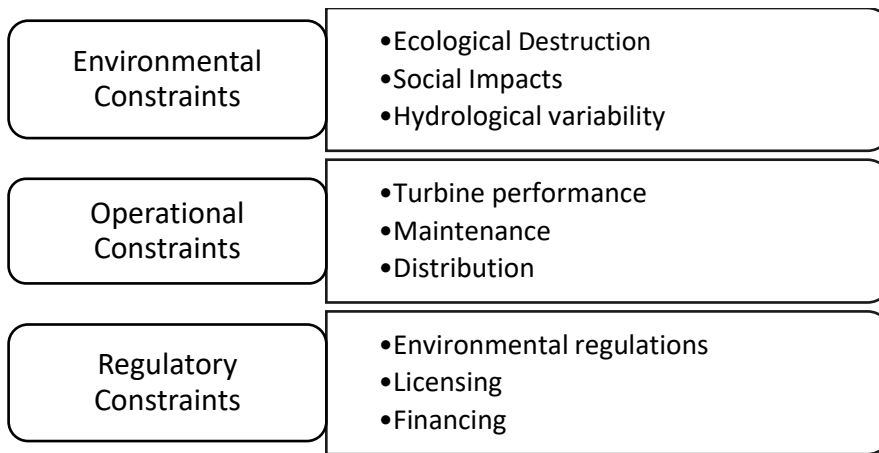 Environmental
Constraints
•Ecological Destruction
•Social Impacts
•Hydrological variability
Operational
Constraints
•Turbine performance
•Maintenance
•Distribution
Regulatory
Constraints
•Environmental regulations
•Licensing
•Financing